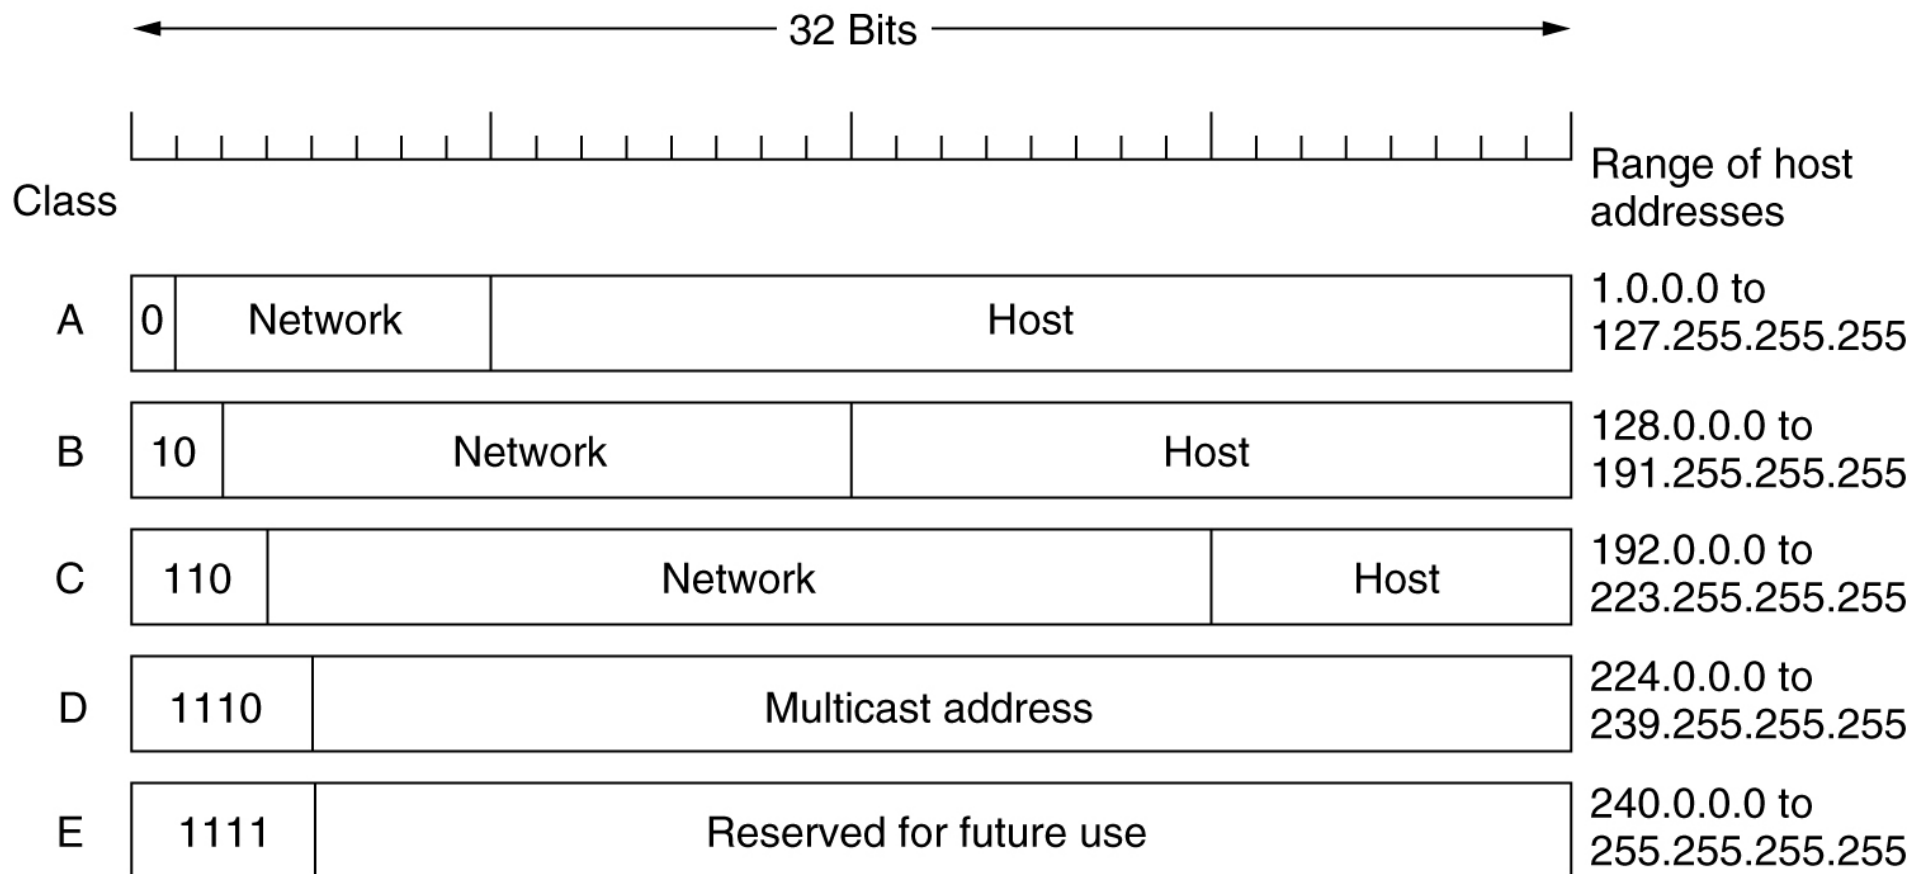 32 Bits
Range of host
addresses
Class
A
0
Network
Host
1.0.0.0 to
127.255.255.255
B
10
Network
Host
128.0.0.0 to
191.255.255.255
C
110
Network
Host
192.0.0.0 to
223.255.255.255
D
1110
Multicast address
224.0.0.0 to
239.255.255.255
E
1111
Reserved for future use
240.0.0.0 to
255.255.255.255